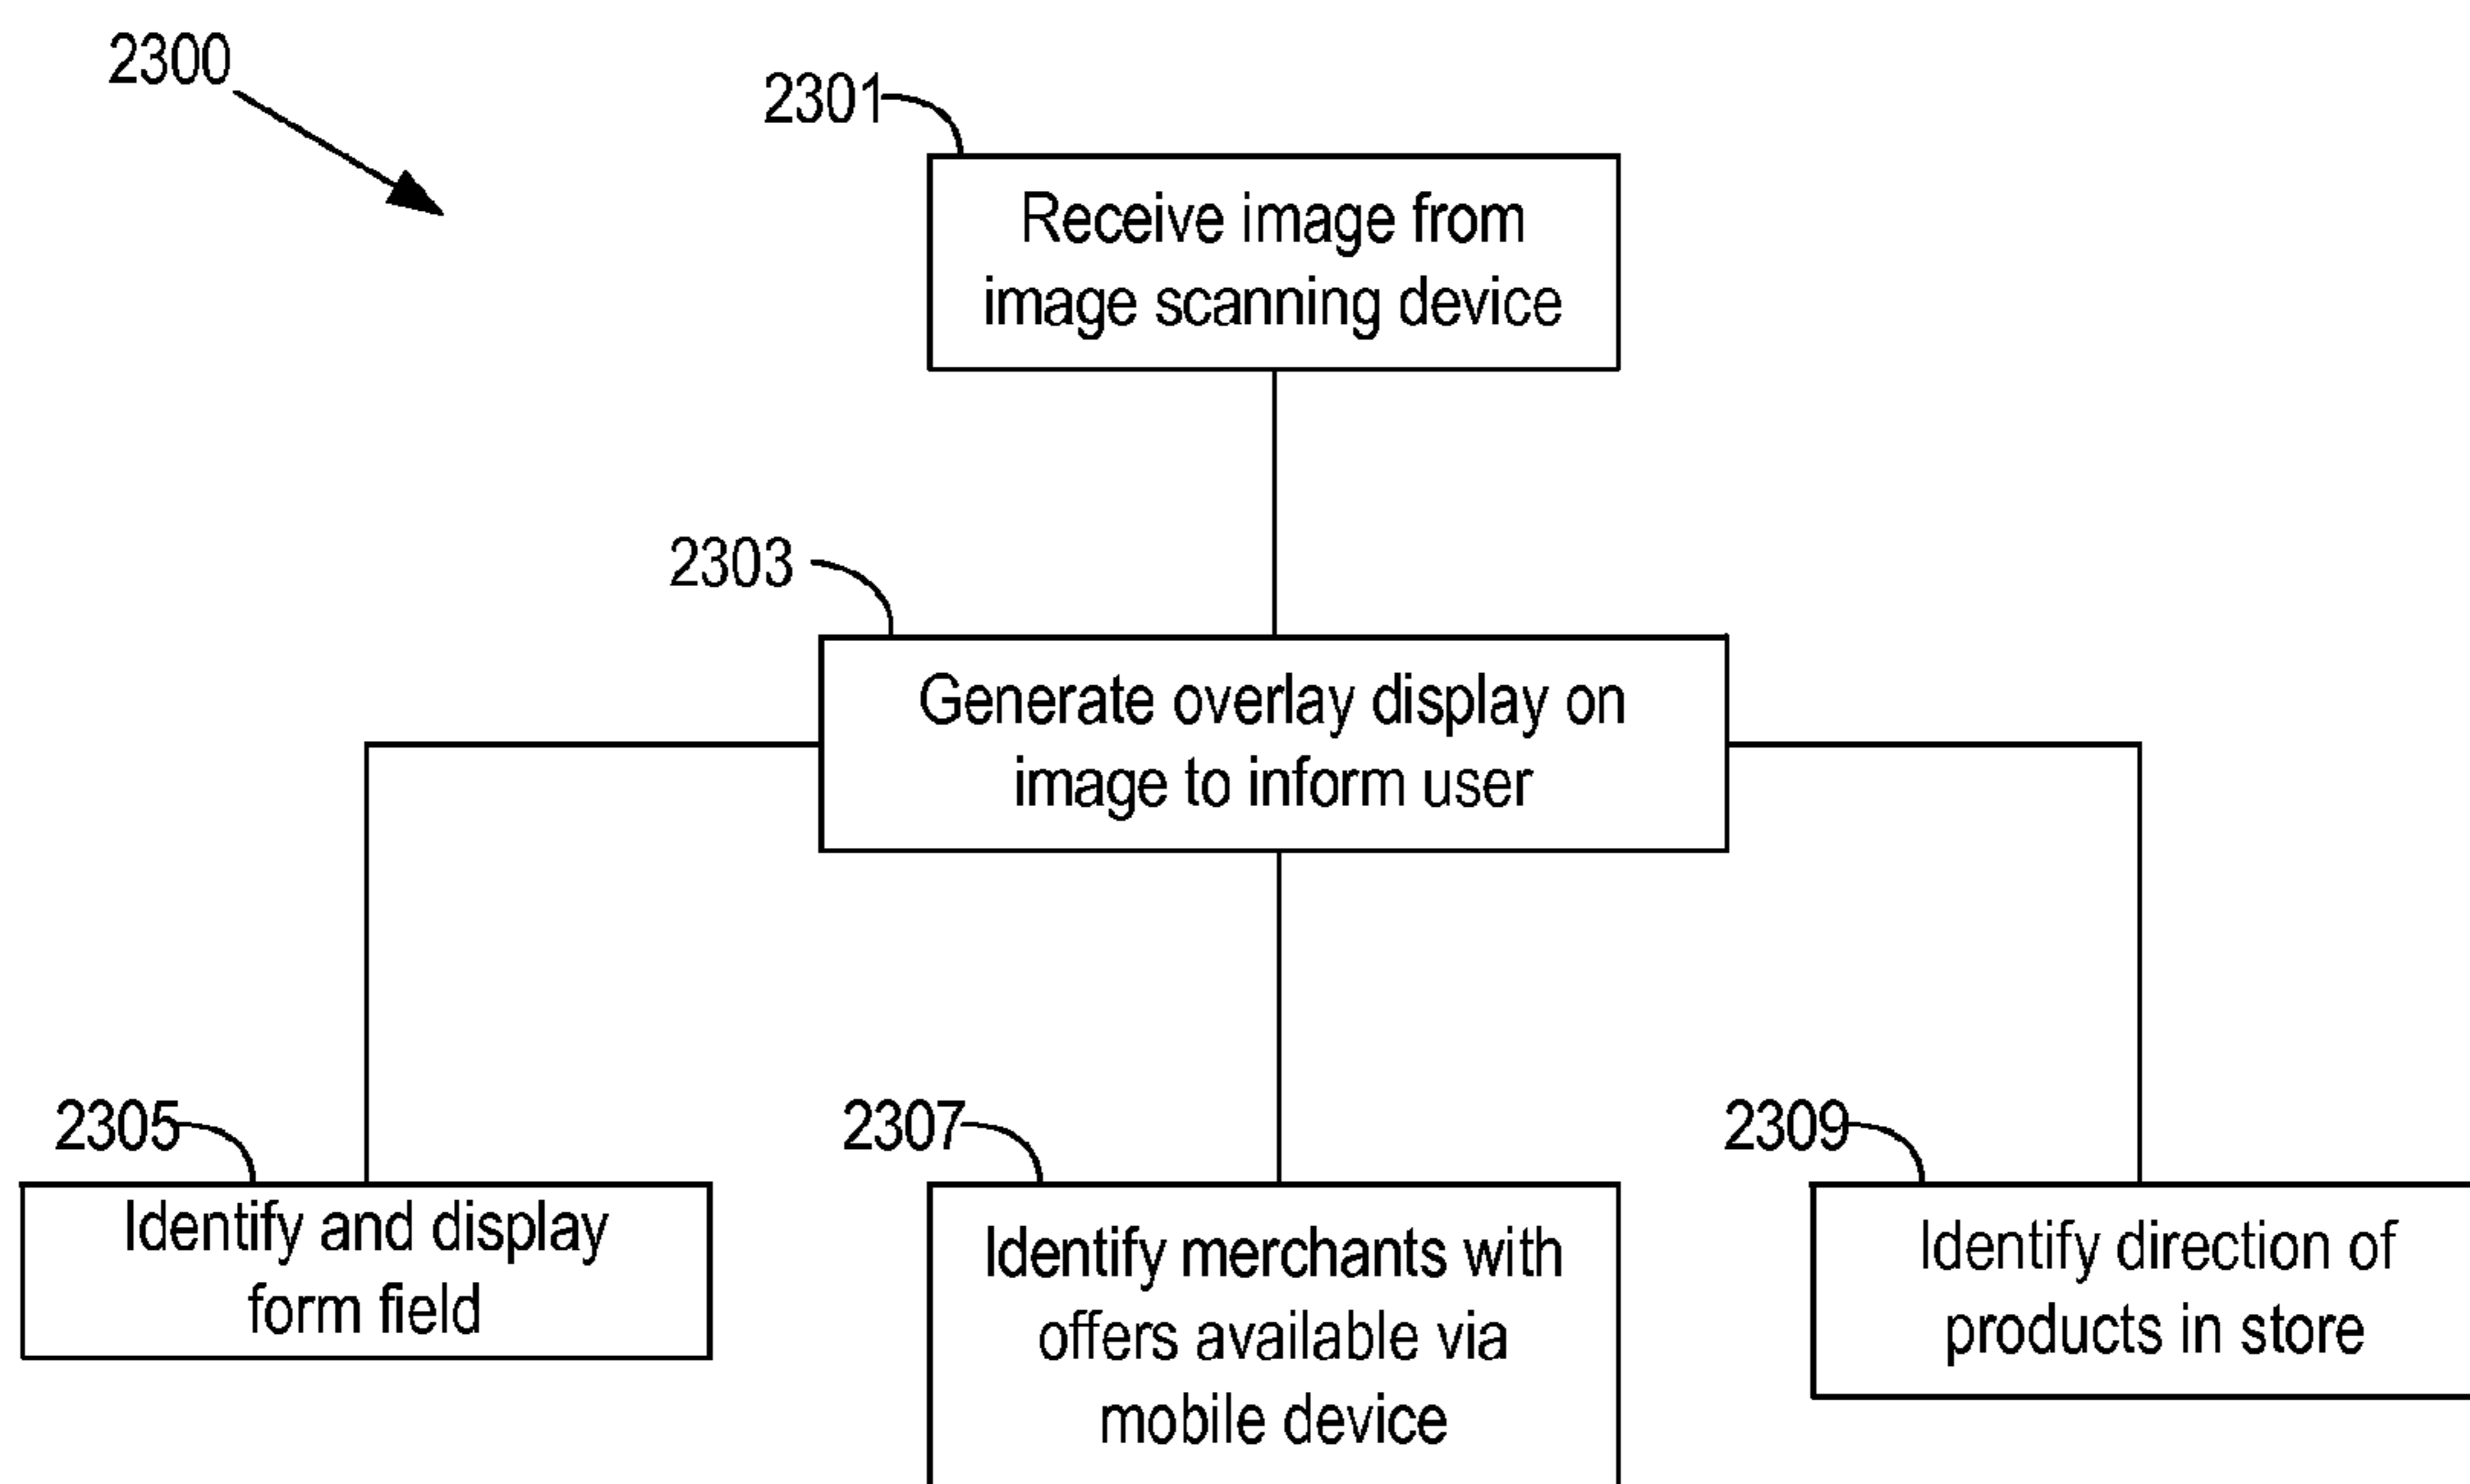 2300
2301
Receive image from
image scanning device
2303
Generate overlay display on
image to inform user
2305
Identify and display
form field
2307
Identify merchants with
offers available via
mobile device
2309
Identify direction of
products in store